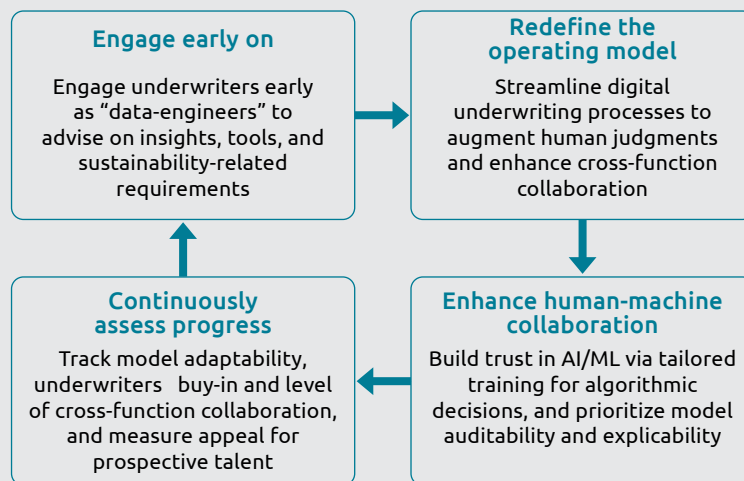 Engage early on
Engage underwriters early
as “data-engineers” to
advise on insights, tools, and
sustainability-related
requirements
Redefine the
operating model
Streamline digital
underwriting processes to
augment human judgments
and enhance cross-function
collaboration
Enhance human-machine
collaboration
Build trust in AI/ML via tailored
training for algorithmic
decisions, and prioritize model
auditability and explicability
Continuously
assess progress
Track model adaptability,
underwriters buy-in and level
of cross-function collaboration,
and measure appeal for
prospective talent